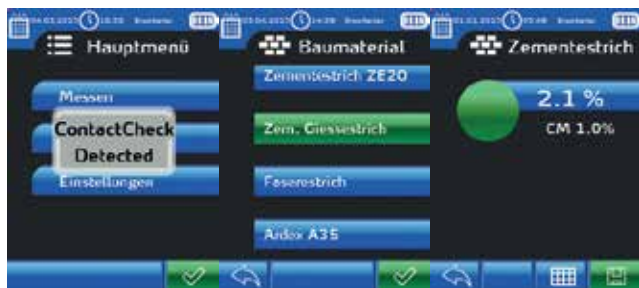 Hauptmenü
Messen
ContactCheck
Detected
Einstellungen
Baumaterial
Zementestrich ZE20
Zem. Giessestrich
Faserestrich
Ardex A35
Zementestrich
2.1 %
CM 1.0%